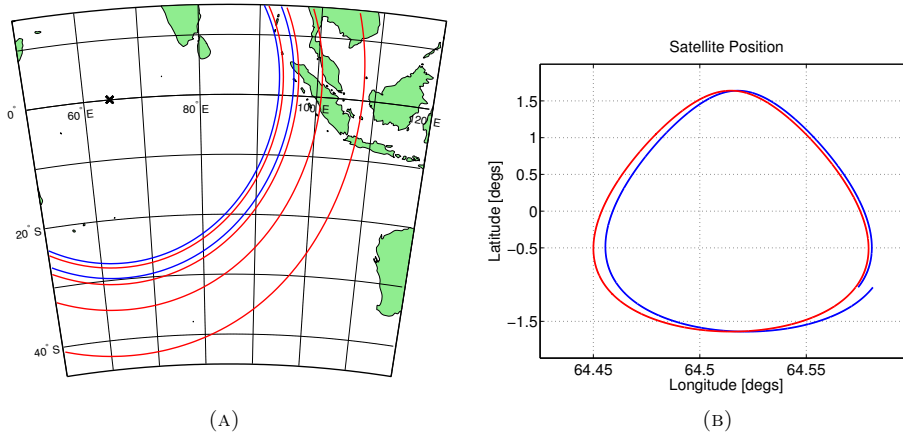 0°
60° E
80° E
100° E
120° E
20° S
40° S
(A)
Satellite Position
Latitude [degs]
1.5
1
0.5
0
−0.5
−1.5
64.45
64.5
64.55
Longitude [degs]
(B)